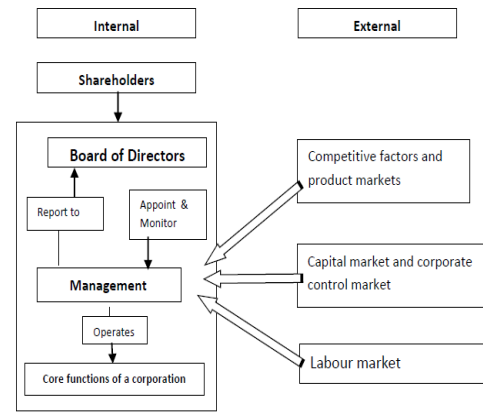 Internal
External
Shareholders
Board of Directors
Report to
Appoint &
Monitor
Management
Operates
Core functions of a corporation
Competitive factors and
product markets
Capital market and corporate
control market
Labour market